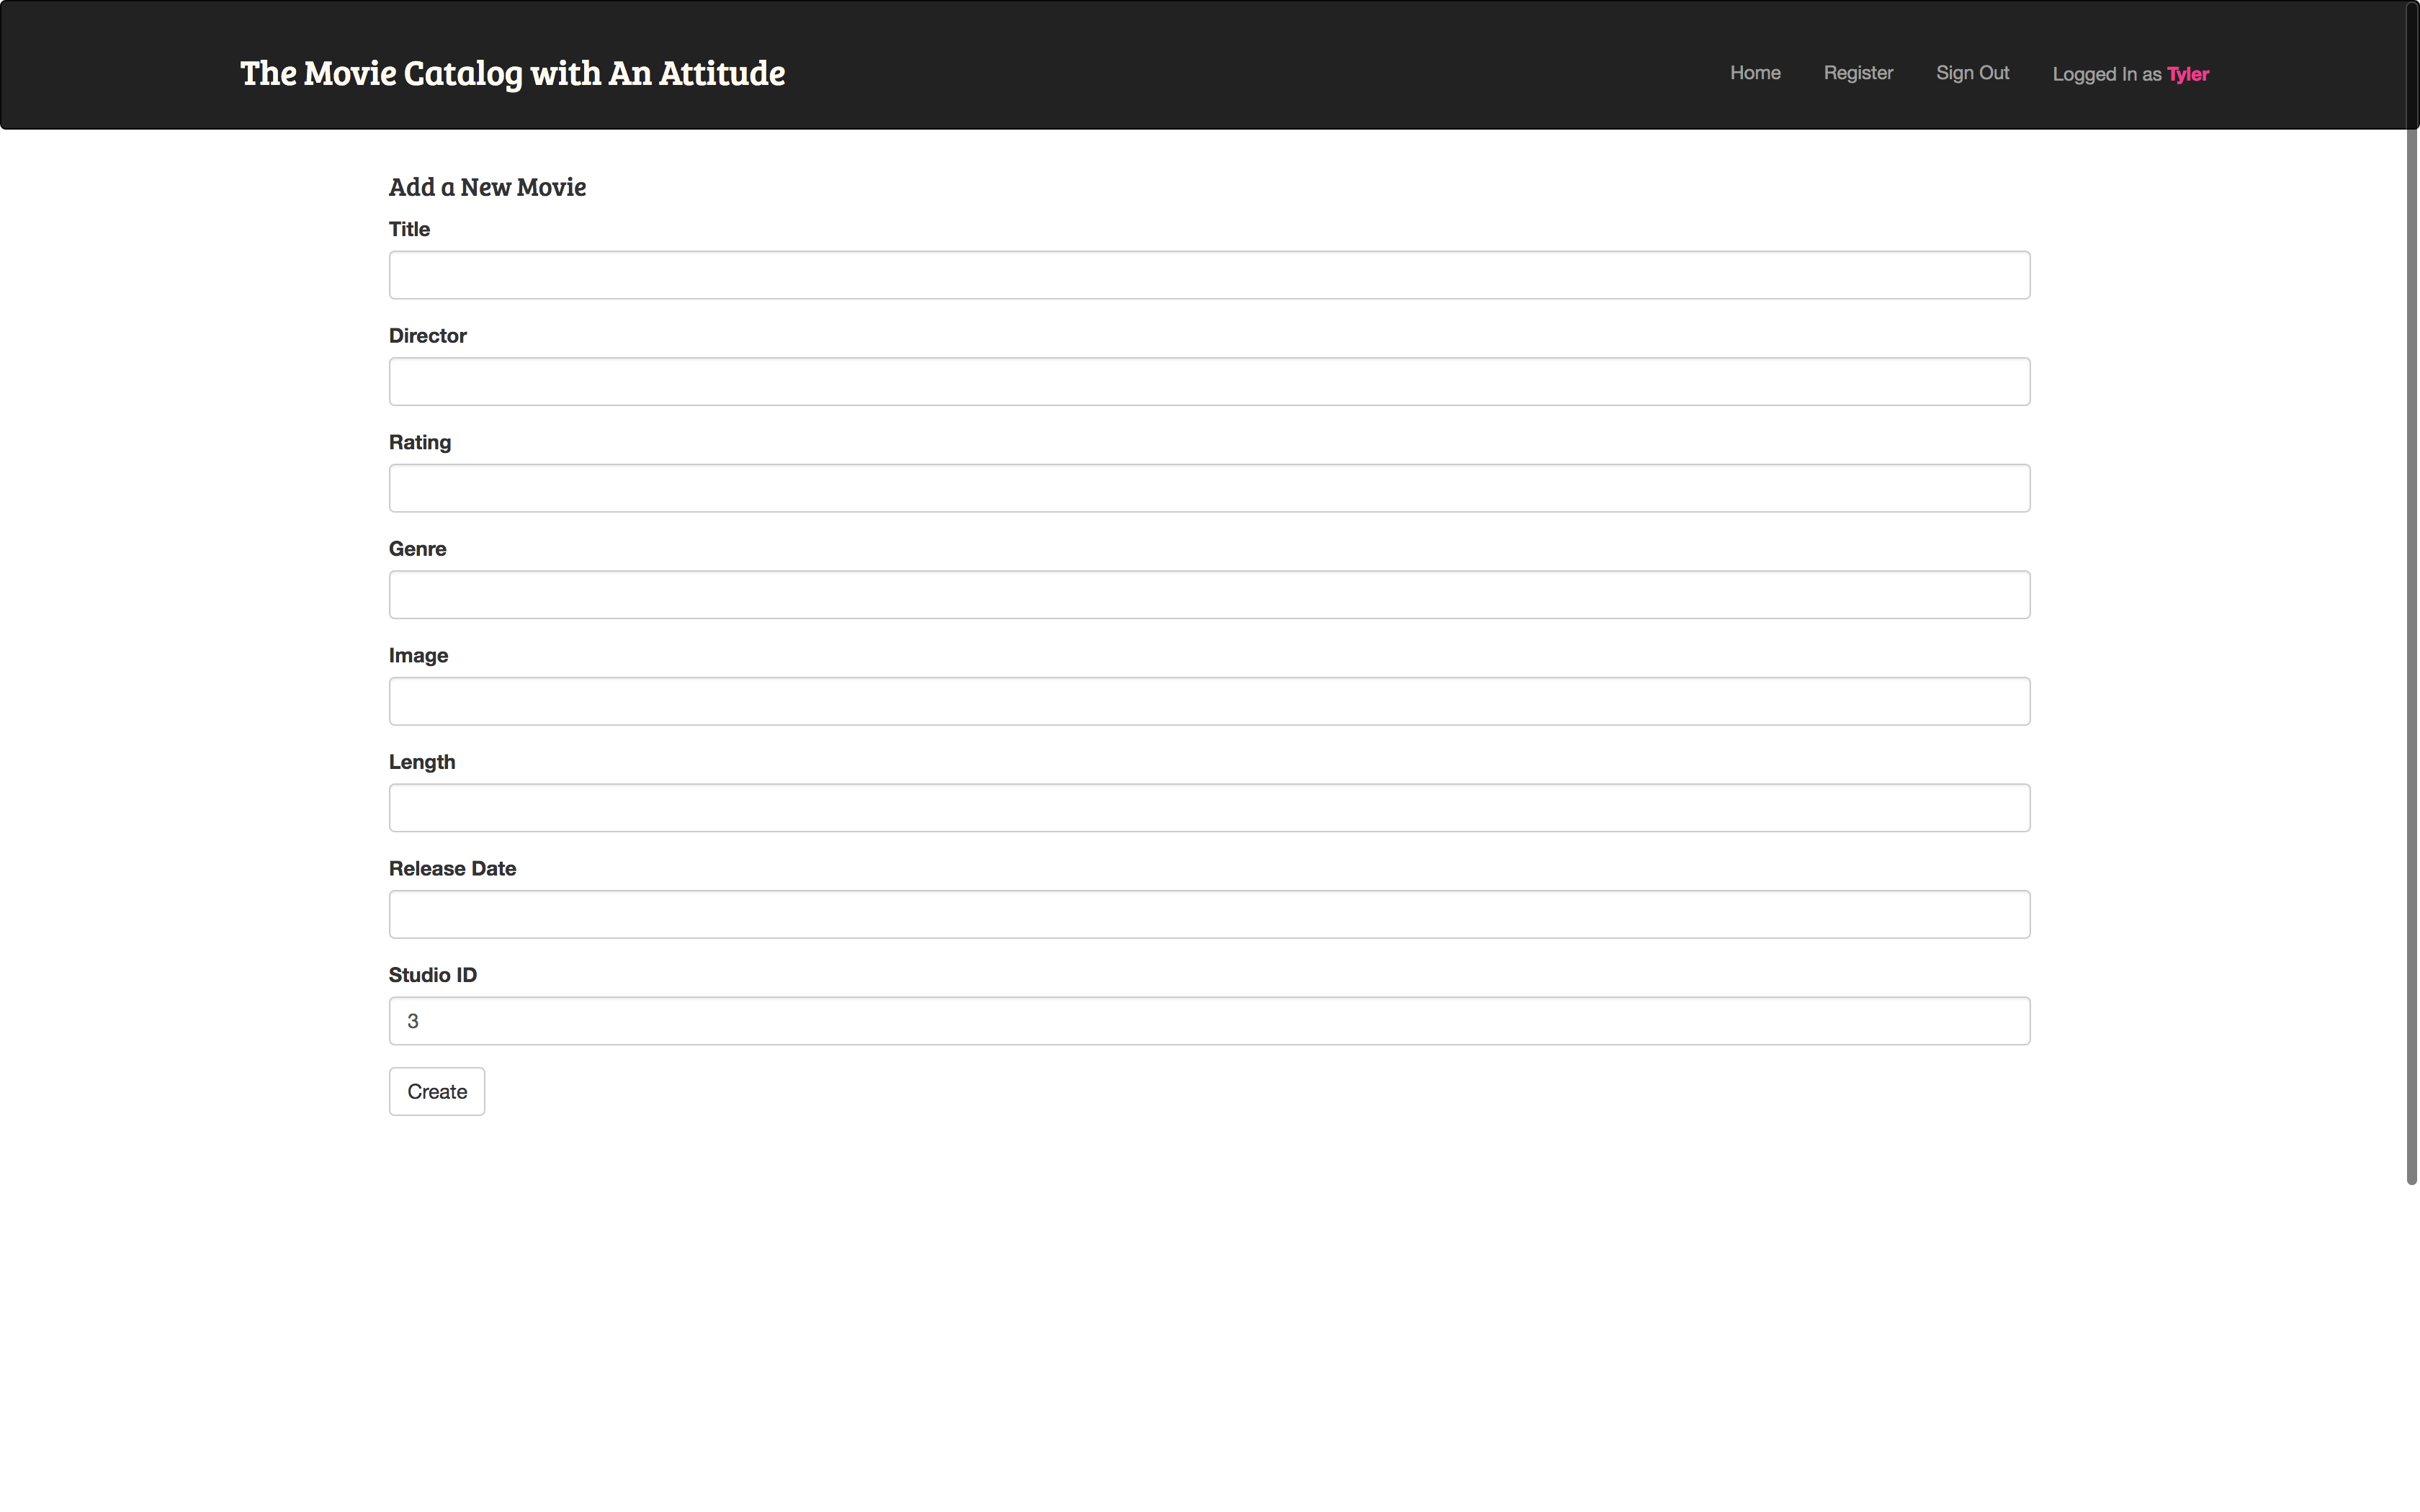 The Movie Catalog with An Attitude
Home Register Sign Out Logged In as Tyler
Add a New Movie
Title
Director
Rating
Genre
Image
Length
Release Date
Studio ID
3
Create